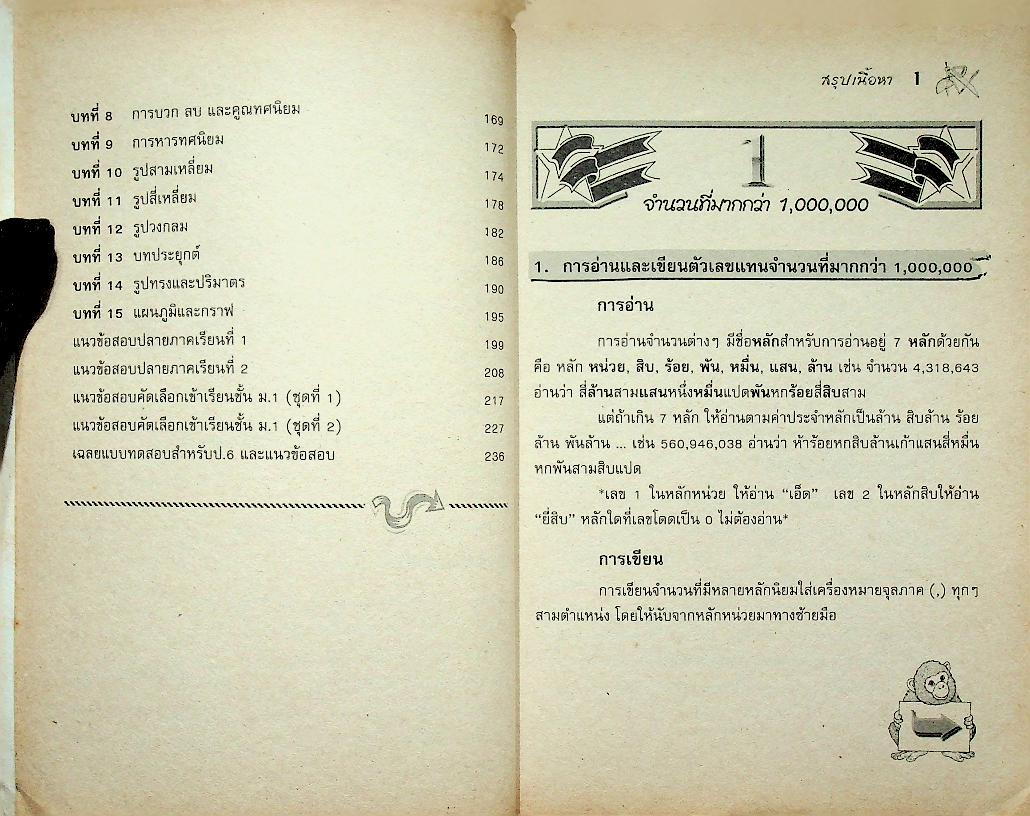 บทที่ 8 การบวก ลบ และคูณทศนิยม 169
บทที่ 9 การหารทศนิยม 172
บทที่ 10 รูปสามเหลี่ยม 174
บทที่ 11 รูปสี่เหลี่ยม 178
บทที่ 12 รูปวงกลม 182
บทที่ 13 บทประยุกต์ 186
บทที่ 14 รูปทรงและปริมาตร 190
บทที่ 15 แผนภูมิและกราฟ 195
แนวข้อสอบปลายภาคเรียนที่ 1 199
แนวข้อสอบปลายภาคเรียนที่ 2 208
แนวข้อสอบคัดเลือกเข้าเรียนชั้น ม.1 (ชุดที่ 1) 217
แนวข้อสอบคัดเลือกเข้าเรียนชั้น ม.1 (ชุดที่ 2) 227
เฉลยแบบทดสอบสำหรับป.6 และแนวข้อสอบ 236
สรุปเนื้อหา 1
1
จำนวนที่มากกว่า 1,000,000
1. การอ่านและเขียนตัวเลขแทนจำนวนที่มากกว่า 1,000,000
การอ่าน
การอ่านจำนวนต่างๆ มีชื่อหลักสำหรับการอ่านอยู่ 7 หลักด้วยกัน
คือ หลัก หน่วย, สิบ, ร้อย, พัน, หมื่น, แสน, ล้าน เช่น จำนวน 4,318,643
อ่านว่า สี่ล้านสามแสนหนึ่งหมื่นแปดพันหกร้อยสี่สิบสาม
แต่ถ้าเกิน 7 หลัก ให้อ่านตามค่าประจำหลักเป็นล้าน สิบล้าน ร้อย
ล้าน พันล้าน ... เช่น 560,946,038 อ่านว่า ห้าร้อยหกสิบล้านเก้าแสนสี่หมื่น
หกพันสามสิบแปด
*เลข 1 ในหลักหน่วย ให้อ่าน “เอ็ด” เลข 2 ในหลักสิบให้อ่าน
“ยี่สิบ” หลักใดที่เลขโดดเป็น 0 ไม่ต้องอ่าน*
การเขียน
การเขียนจำนวนที่มีหลายหลักนิยมใส่เครื่องหมายจุลภาค (,) ทุกๆ
สามตำแหน่ง โดยให้นับจากหลักหน่วยมาทางซ้ายมือ